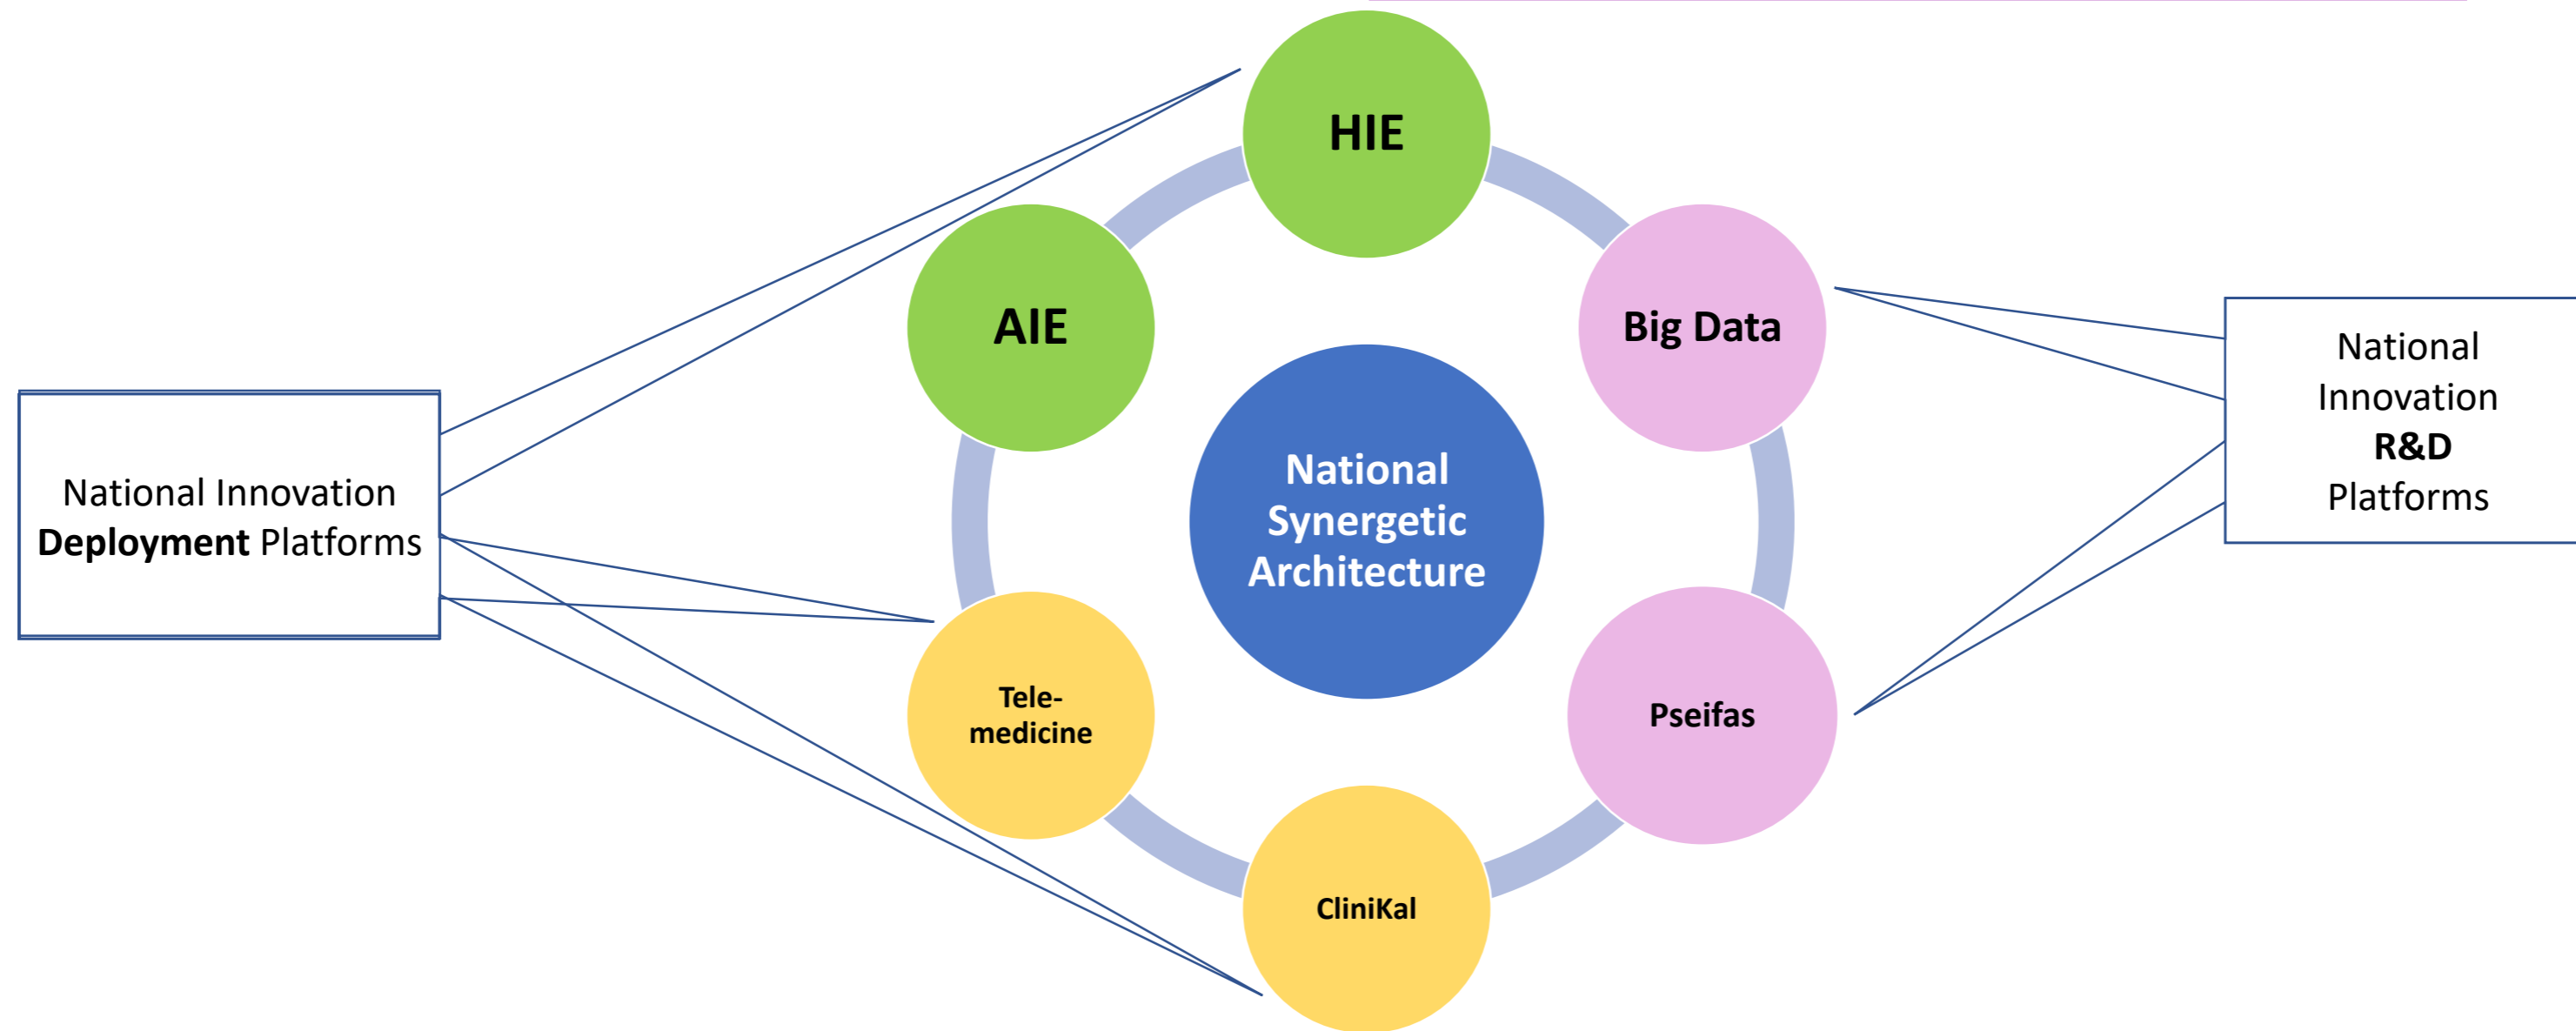 HIE
AIE
Big Data
National
Innovation
R&D
Platforms
National
Synergetic
Architecture
National Innovation
Deployment Platforms
Tele-
medicine
Pseifas
CliniKal